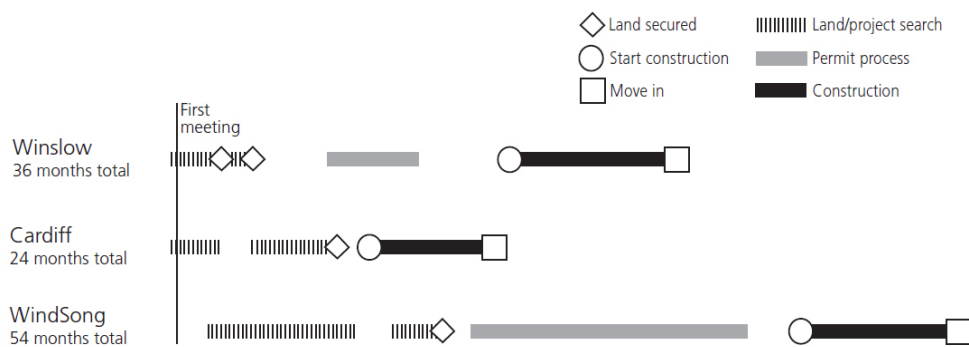 Land secured
Land/project search
Start construction
Permit process
Move in
Construction
First
meeting
Winslow
36 months total
Cardiff
24 months total
WindSong
54 months total